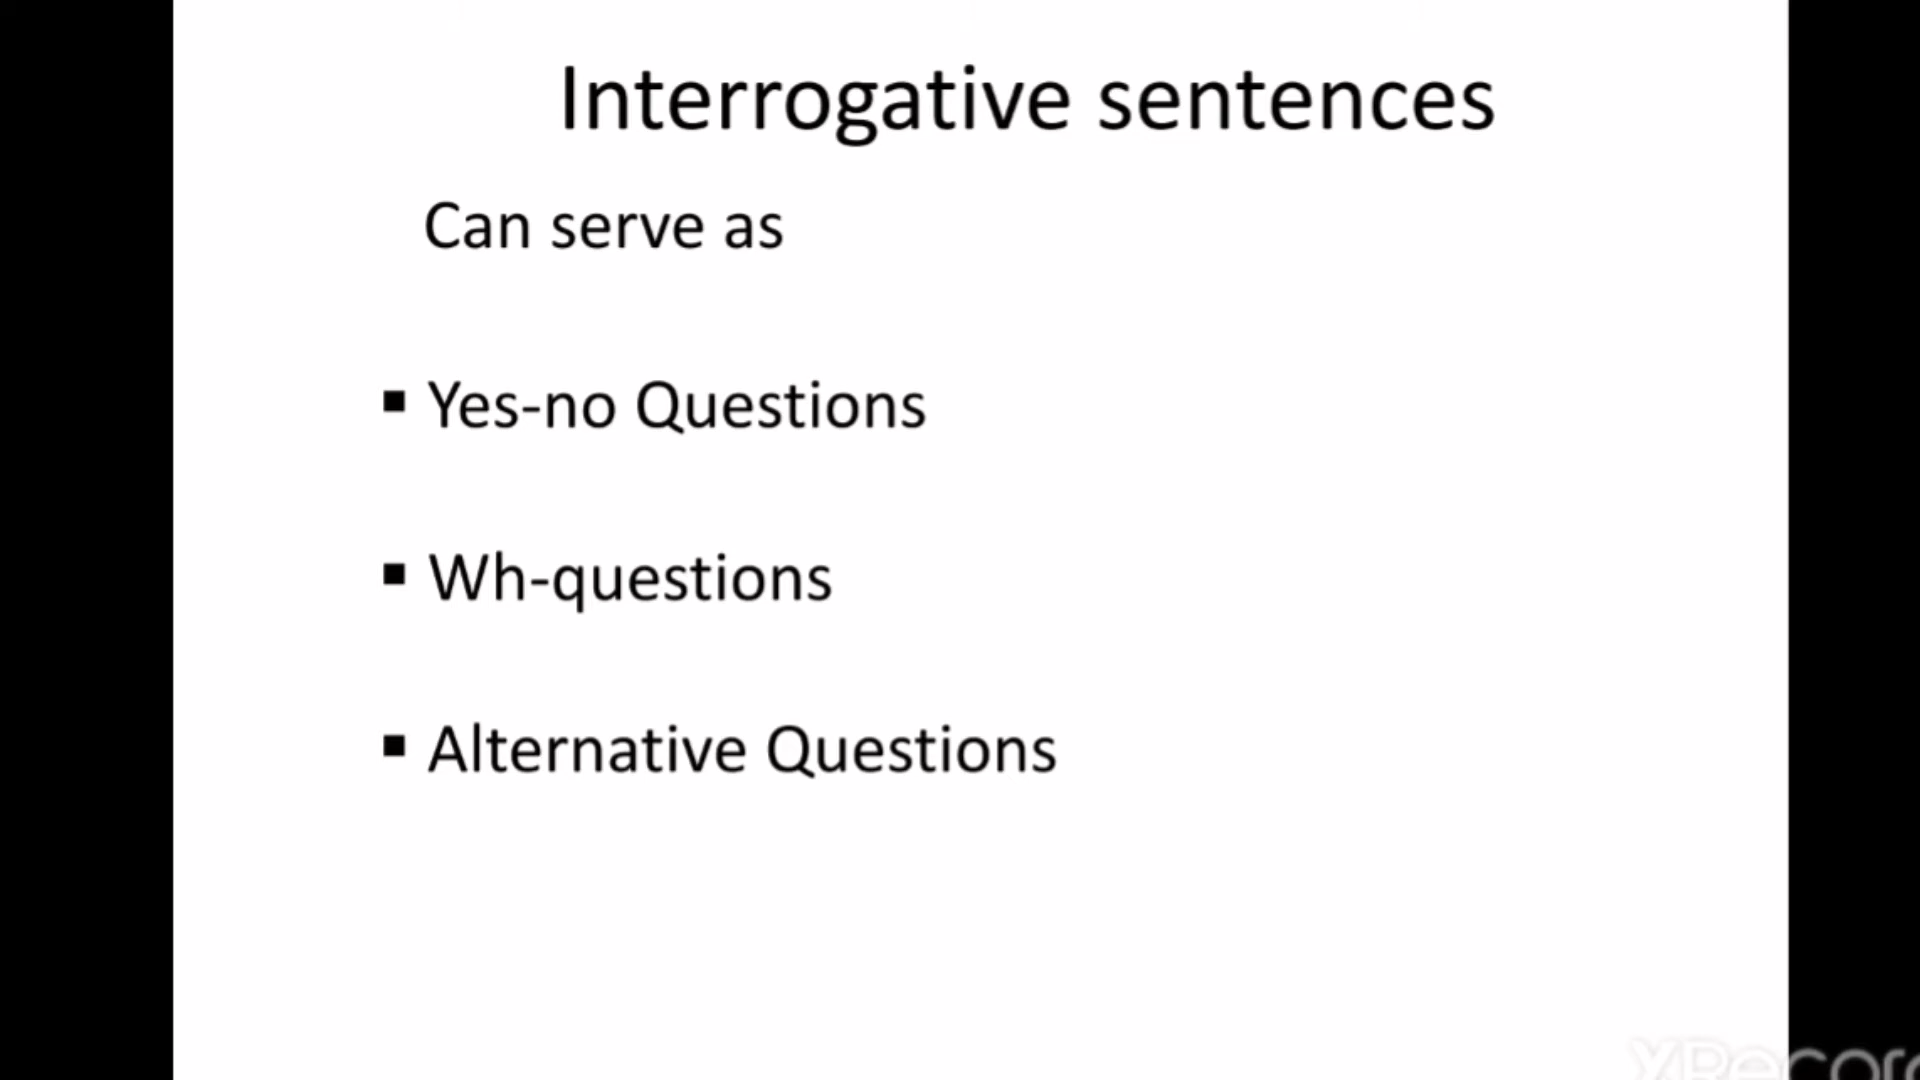 Interrogative sentences
Can serve as
▪ Yes-no Questions
▪ Wh-questions
▪ Alternative Questions